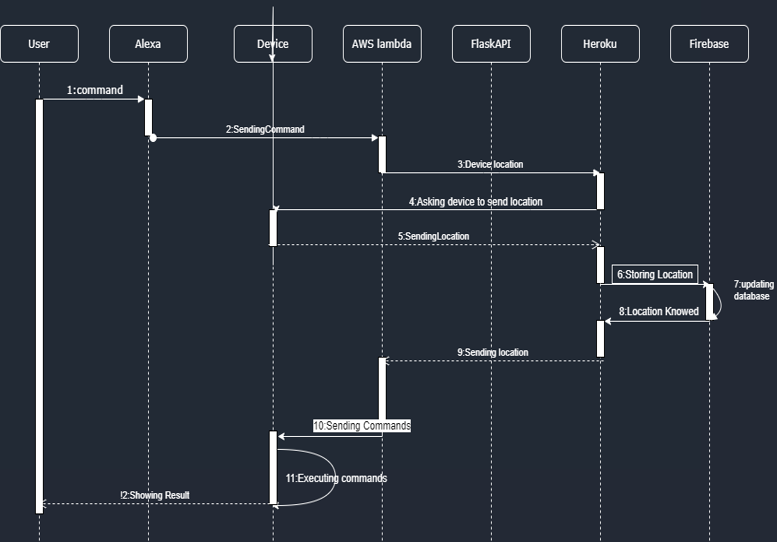 User
Alexa
Device
AWS lambda
FlaskAPI
Heroku
Firebase
1:command
2:SendingCommand
3:Device location
4:Asking device to send location
5:SendingLocation
6:Storing Location
7:updating
database
8:Location Knowed
9:Sending location
10:Sending Commands
11:Executing commands
!2:Showing Result